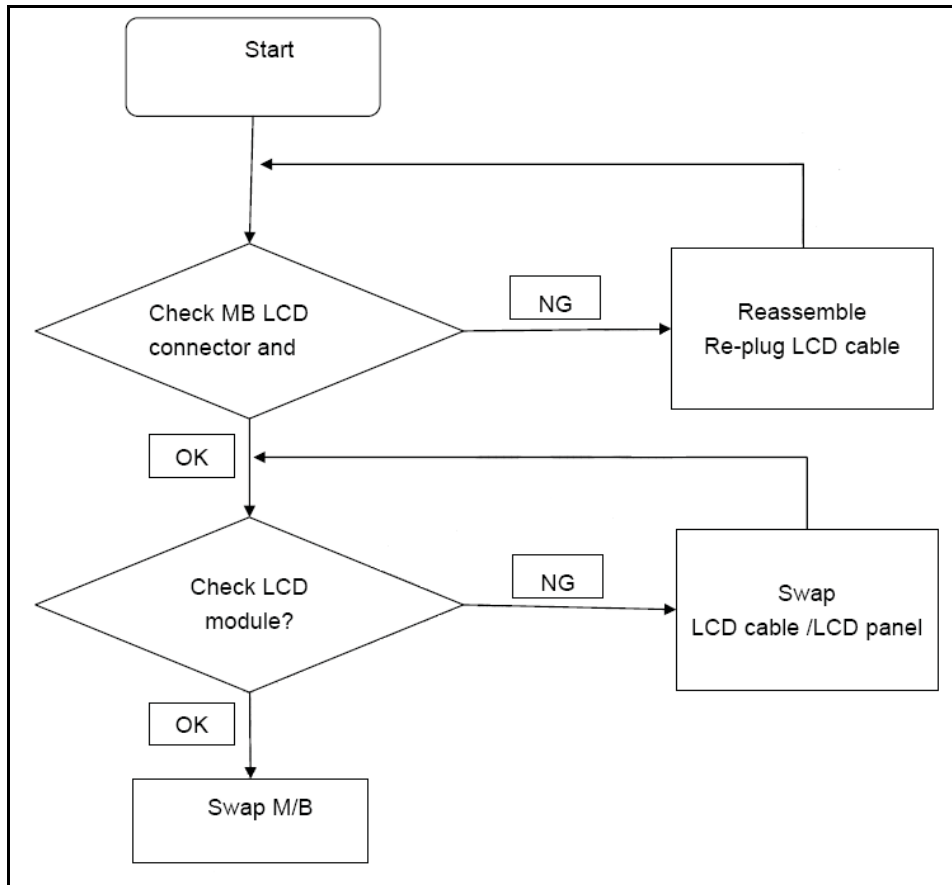 Start
Check MB LCD
connector and
NG
Reassemble
Re-plug LCD cable
OK
Check LCD
module?
NG
Swap
LCD cable /LCD panel
OK
Swap M/B